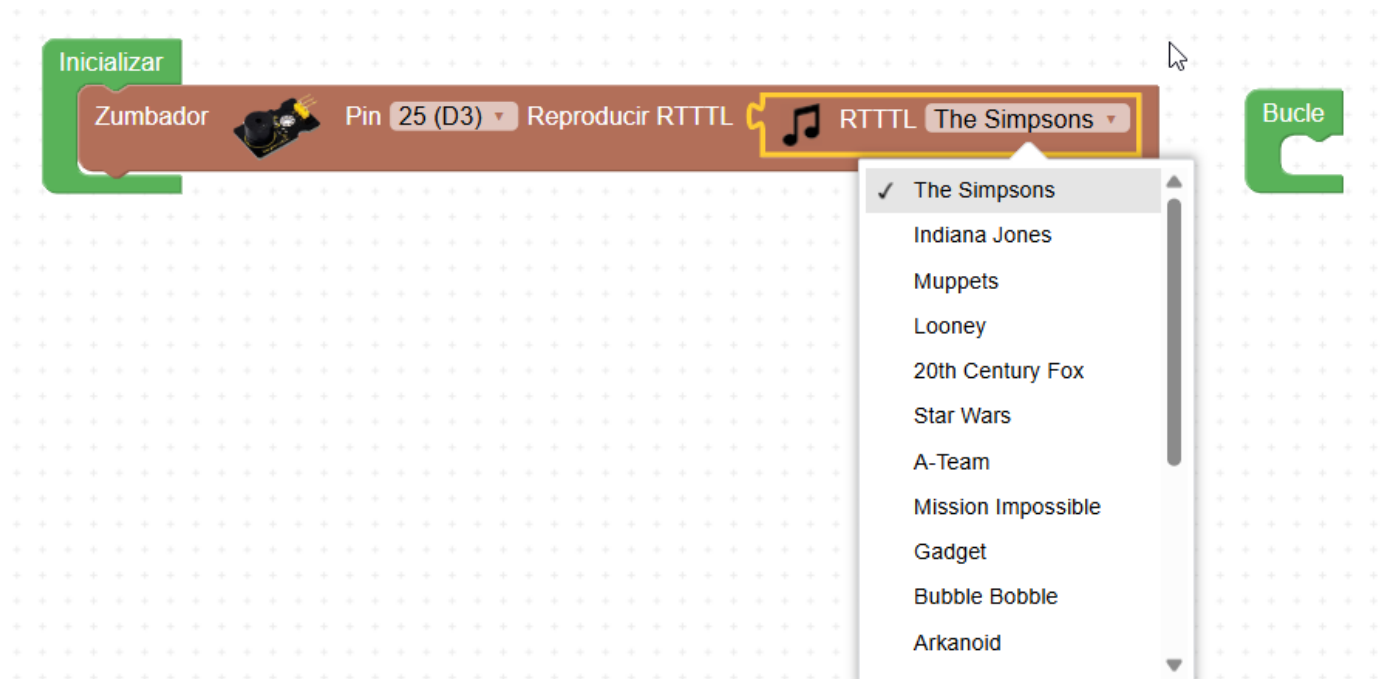 Inicializar
Zumbador Pin 25 (D3) Reproducir RTTTL RTTTL The Simpsons
Bucle
The Simpsons
Indiana Jones
Muppets
Looney
20th Century Fox
Star Wars
A-Team
Mission Impossible
Gadget
Bubble Bobble
Arkanoid